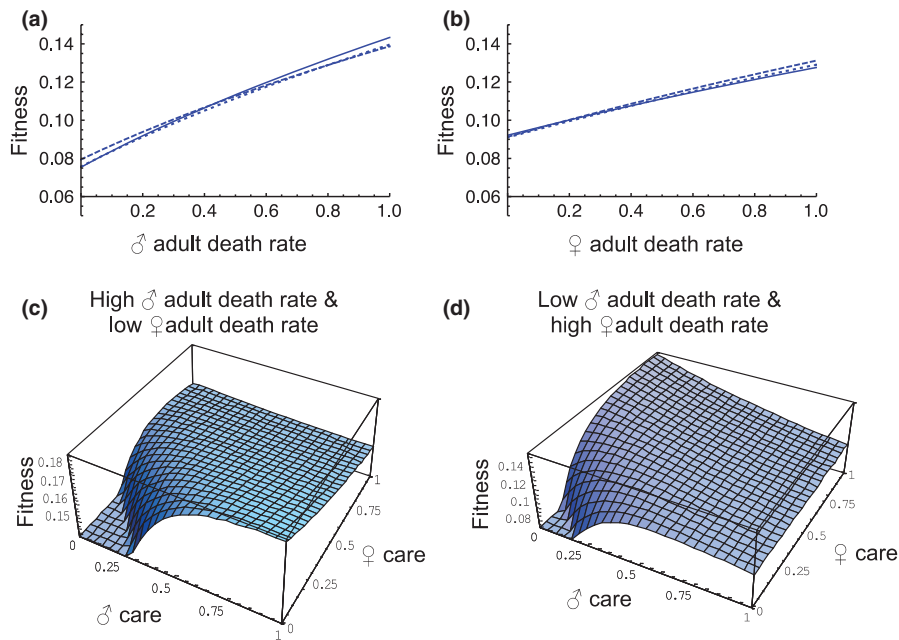 (a)
0.14
0.12
0.10
0.08
0.06
Fitness
0.2 0.4 0.6 0.8 1.0
♂ adult death rate
(b)
0.14
0.12
0.10
0.08
0.06
Fitness
0.2 0.4 0.6 0.8 1.0
♀ adult death rate
(c)
High ♂ adult death rate &
low ♀ adult death rate
0.18
0.17
0.16
0.15
Fitness
0 0.25 0.5 0.75 1
♂ care
0 0.25 0.5 0.75 1
♀ care
(d)
Low ♂ adult death rate &
high ♀ adult death rate
0.14
0.12
0.1
0.08
Fitness
0 0.25 0.5 0.75 1
♂ care
0 0.25 0.5 0.75 1
♀ care